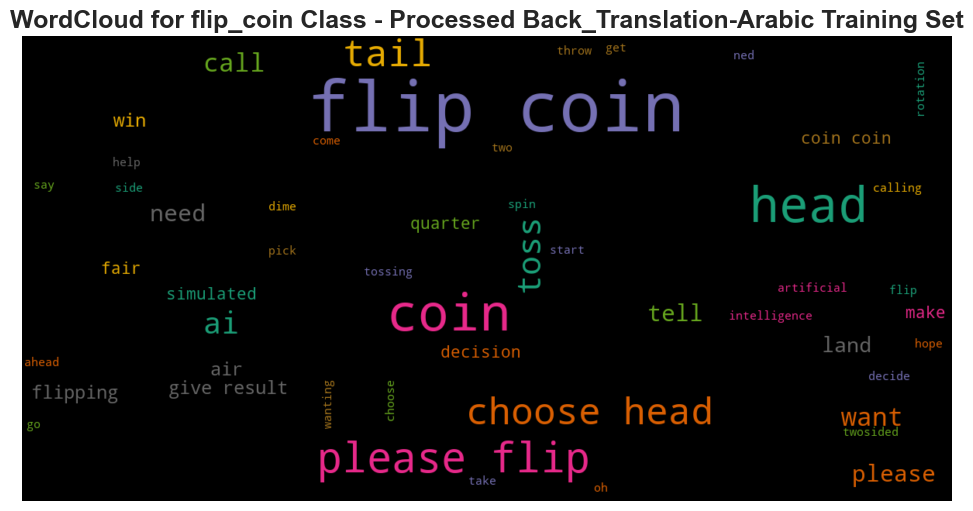 WordCloud for flip_coin Class - Processed Back_Translation-Arabic Training Set
tail
throw
get
ned
call
rotation
flip coin
win
come
two
coin coin
help
say
side
calling
need
dime
spin
head
quarter
toss
pick
start
fair
tossing
simulated
artificial
flip
ai
coin
tell
intelligence
make
land
hope
decision
ahead
air
decide
flipping
give result
wanting
choose
choose head
want
go
twosided
please flip
take
please
oh